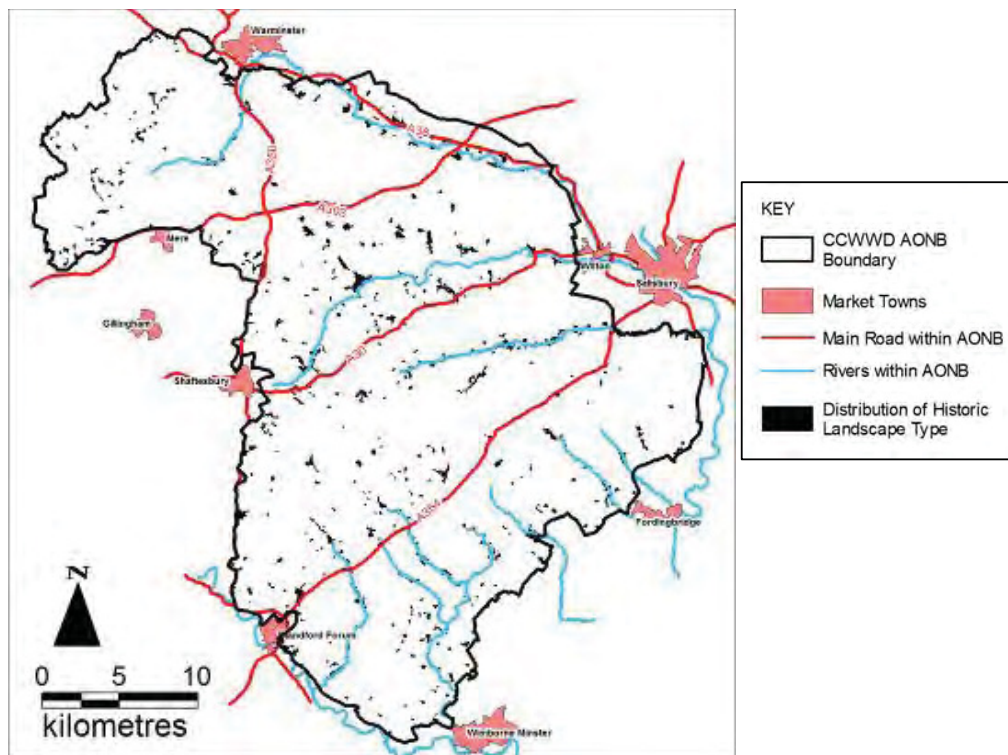 Warminster
A36
A350
A303
Mere
Wilton
Salisbury
Gillingham
A30
Shaftesbury
A354
Fordingbridge
Blandford Forum
Wimborne Minster
N
0 5 10
kilometres
KEY
CCWWD AONB
Boundary
Market Towns
Main Road within AONB
Rivers within AONB
Distribution of Historic
Landscape Type